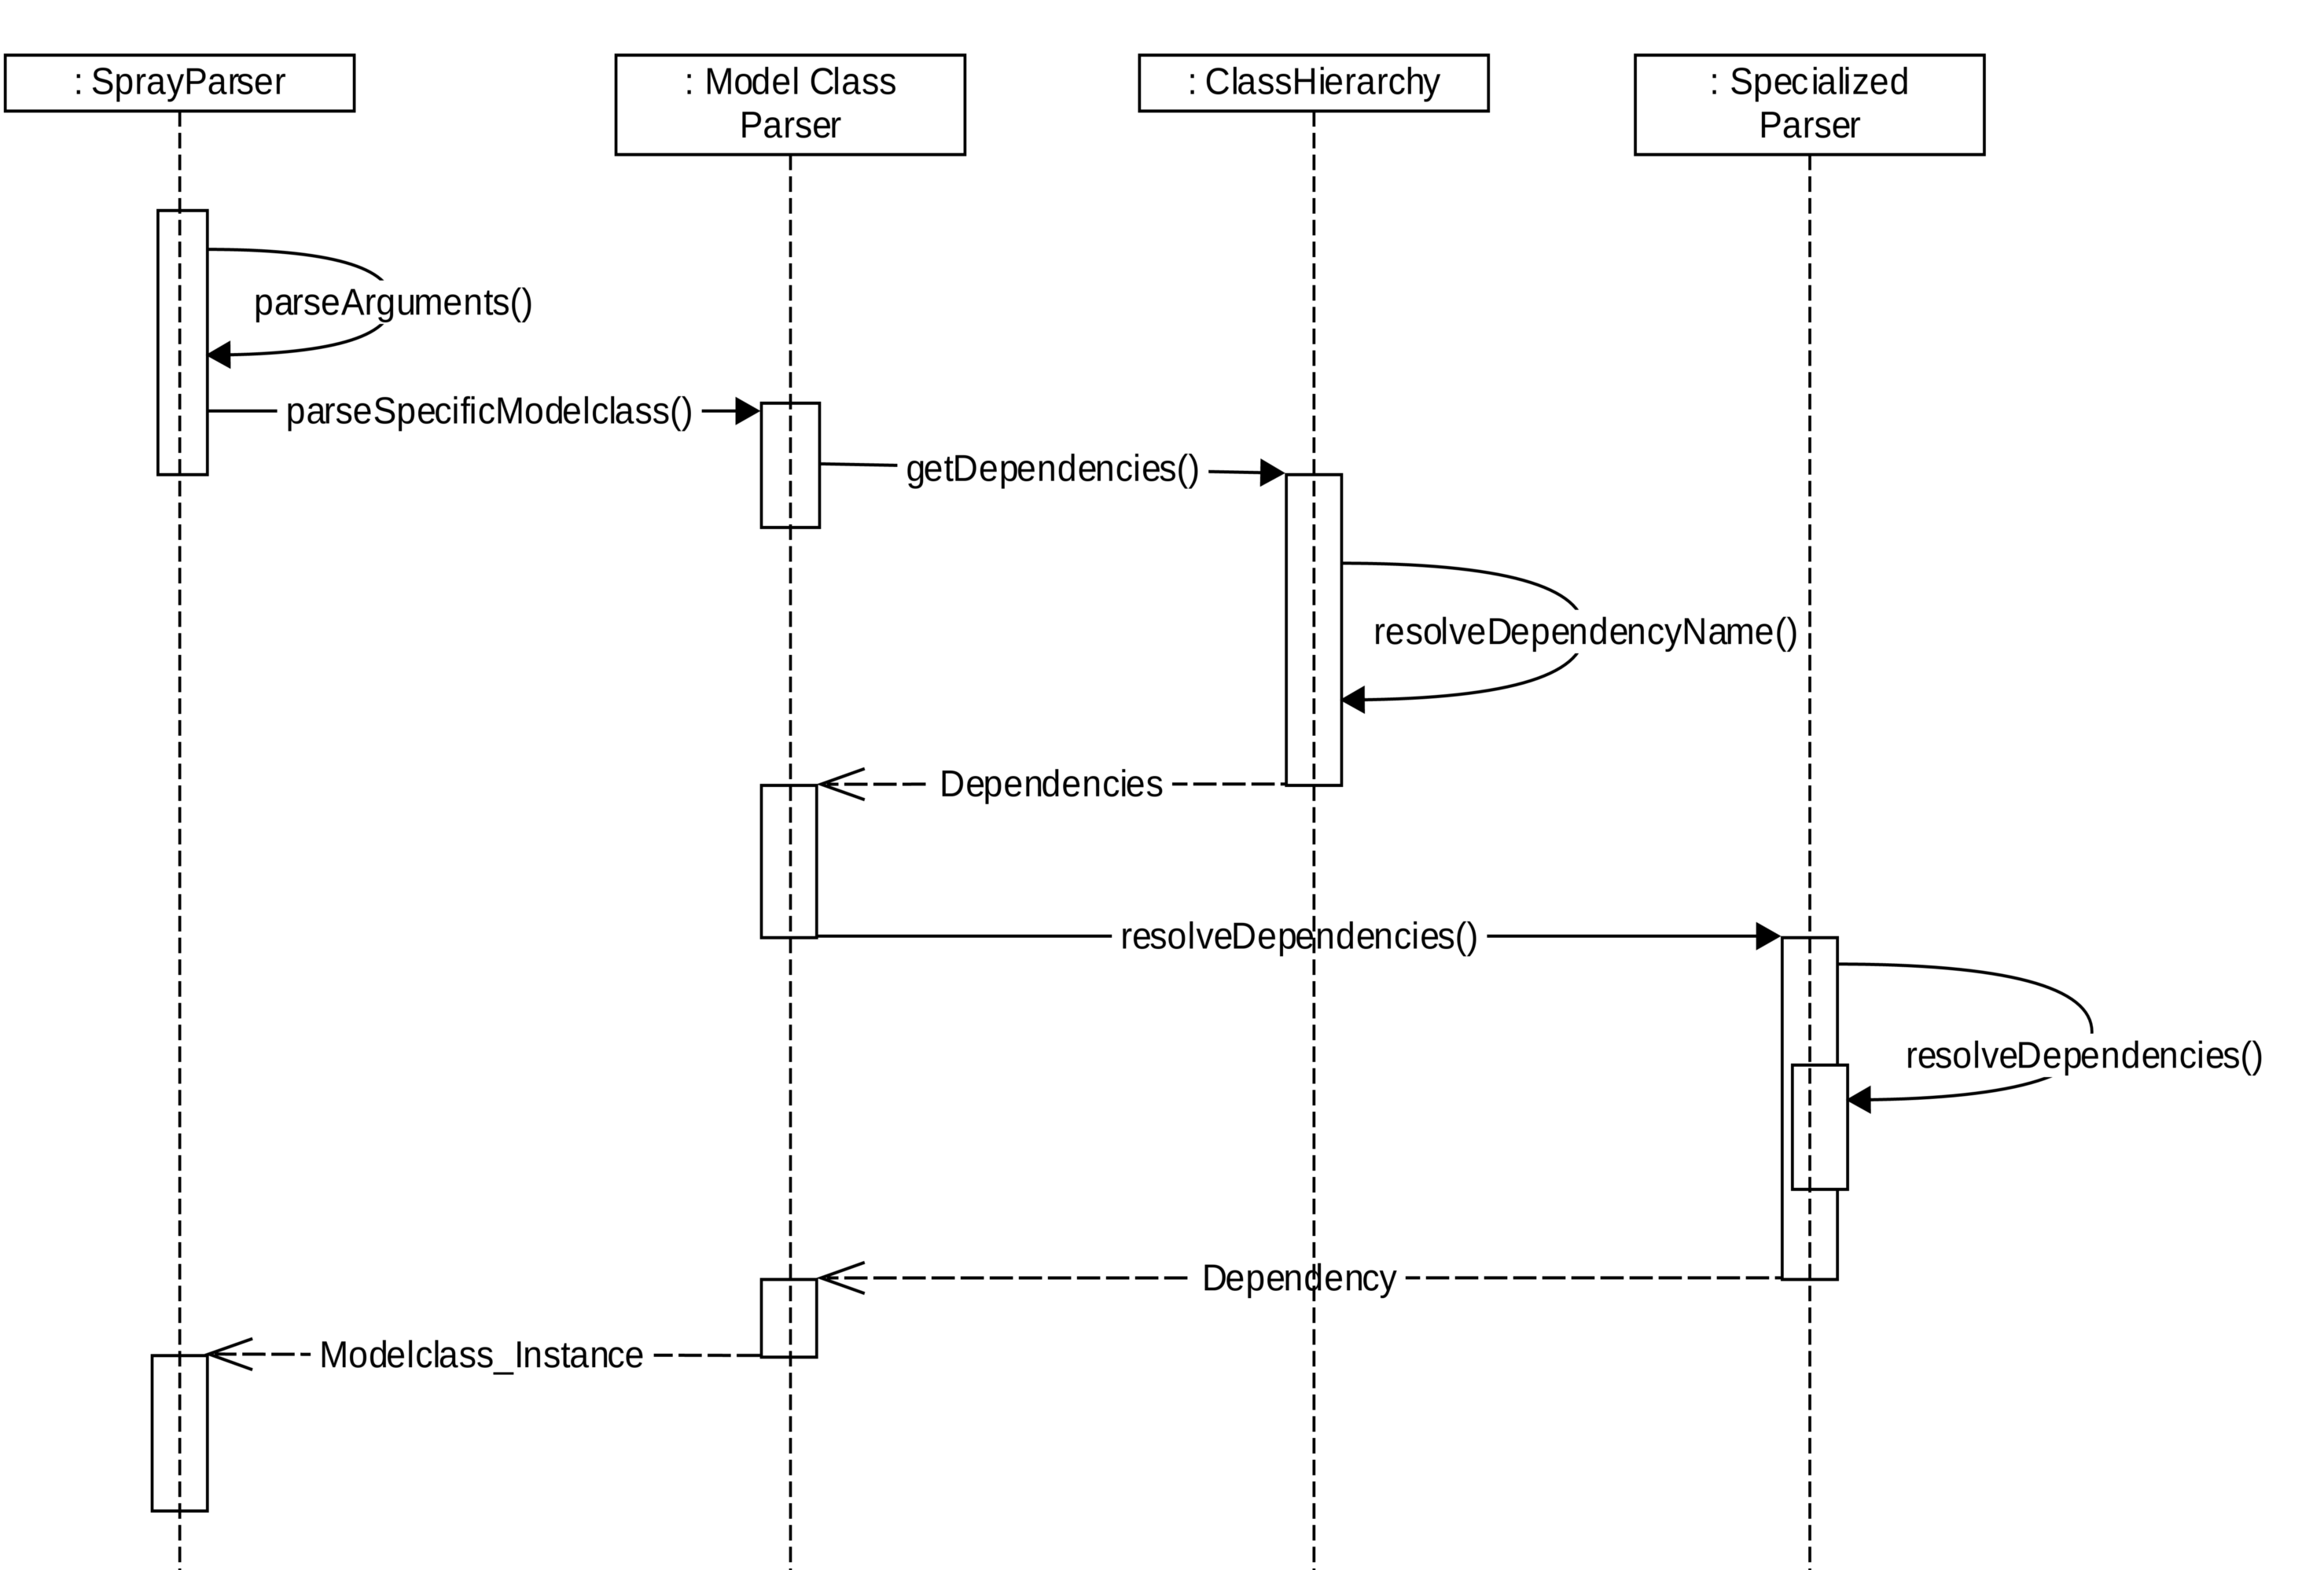 : SprayParser
: Model Class
Parser
: ClassHierarchy
: Specialized
Parser
parseArguments()
parseSpecificModelclass()
getDependencies()
resolveDependencyName()
Dependencies
resolveDependencies()
resolveDependencies()
Dependency
Modelclass_Instance